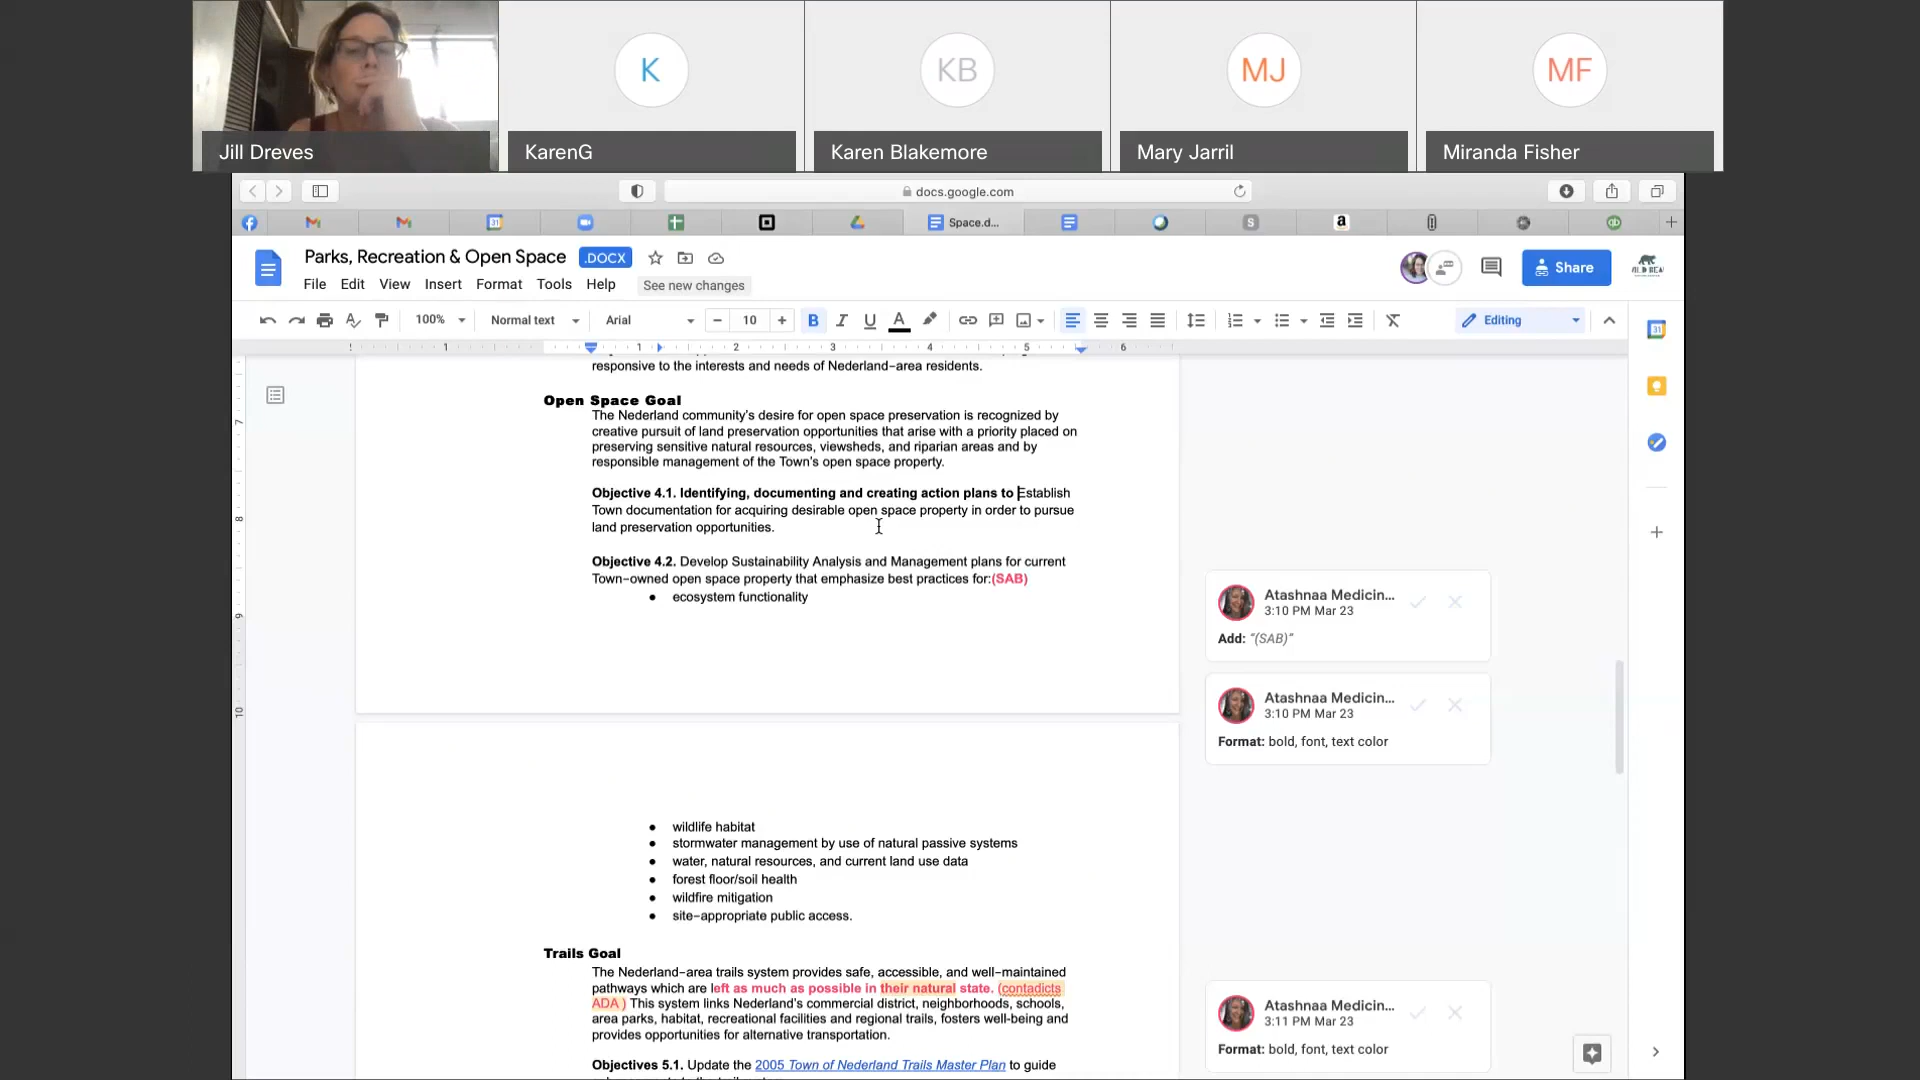 K
KB
MJ
MF
Jill Dreves
KarenG
Karen Blakemore
Mary Jarril
Miranda Fisher
docs.google.com
Space.d...
Parks, Recreation & Open Space .DOCX
File Edit View Insert Format Tools Help See new changes
Share
100% Normal text Arial 10 Editing
responsive to the interests and needs of Nederland-area residents.
Open Space Goal
The Nederland community's desire for open space preservation is recognized by
creative pursuit of land preservation opportunities that arise with a priority placed on
preserving sensitive natural resources, viewsheds, and riparian areas and by
responsible management of the Town's open space property.
Objective 4.1. Identifying, documenting and creating action plans to Establish
Town documentation for acquiring desirable open space property in order to pursue
land preservation opportunities.
Objective 4.2. Develop Sustainability Analysis and Management plans for current
Town-owned open space property that emphasize best practices for:(SAB)
● ecosystem functionality
Atashnaa Medicin...
3:10 PM Mar 23
Add: "(SAB)"
Atashnaa Medicin...
3:10 PM Mar 23
Format: bold, font, text color
● wildlife habitat
● stormwater management by use of natural passive systems
● water, natural resources, and current land use data
● forest floor/soil health
● wildfire mitigation
● site-appropriate public access.
Trails Goal
The Nederland-area trails system provides safe, accessible, and well-maintained
pathways which are left as much as possible in their natural state. (contadicts
ADA ) This system links Nederland's commercial district, neighborhoods, schools,
area parks, habitat, recreational facilities and regional trails, fosters well-being and
provides opportunities for alternative transportation.
Objectives 5.1. Update the 2005 Town of Nederland Trails Master Plan to guide
Atashnaa Medicin...
3:11 PM Mar 23
Format: bold, font, text color